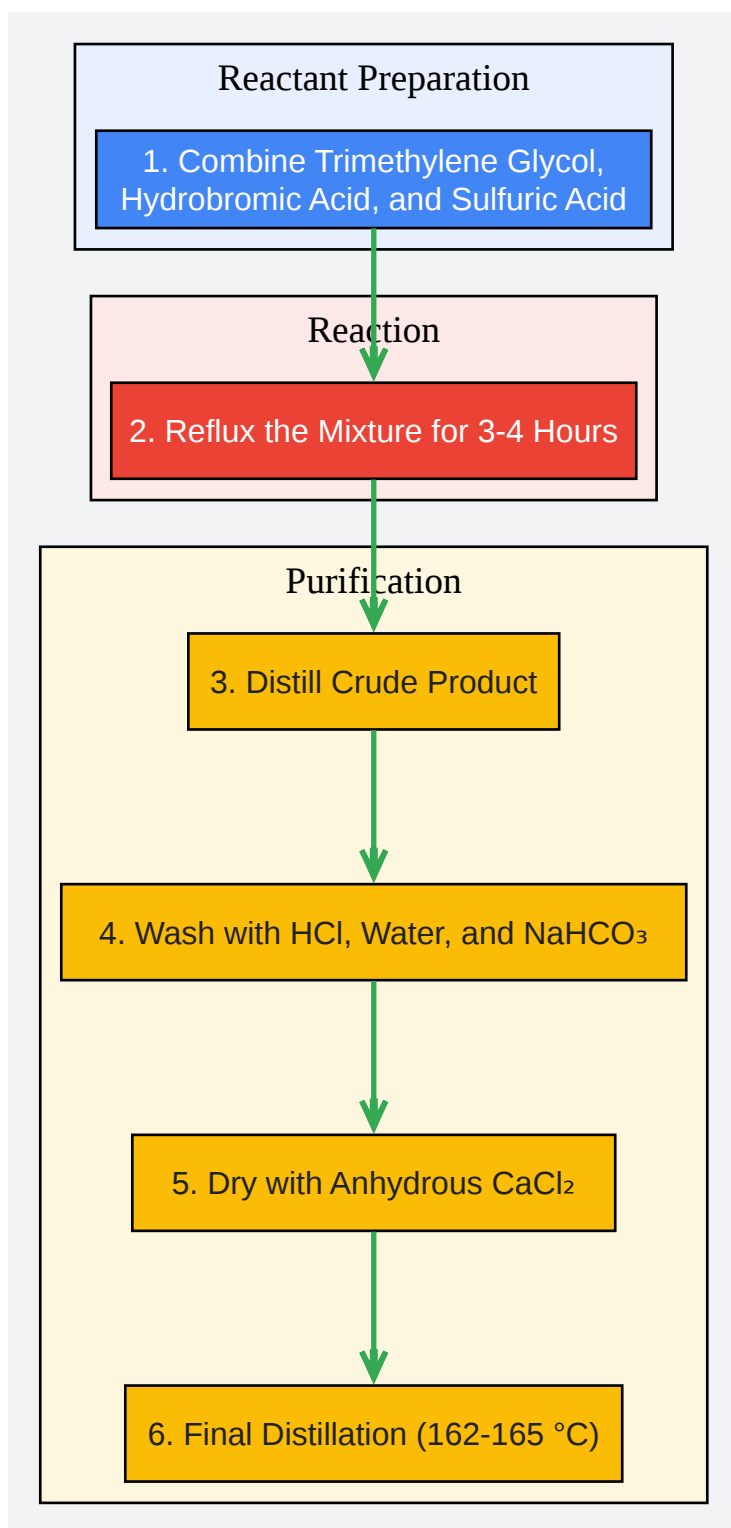 Reactant Preparation
1. Combine Trimethylene Glycol,
Hydrobromic Acid, and Sulfuric Acid
Reaction
2. Reflux the Mixture for 3-4 Hours
Purification
3. Distill Crude Product
4. Wash with HCl, Water, and NaHCO₃
5. Dry with Anhydrous CaCl₂
6. Final Distillation (162-165 °C)